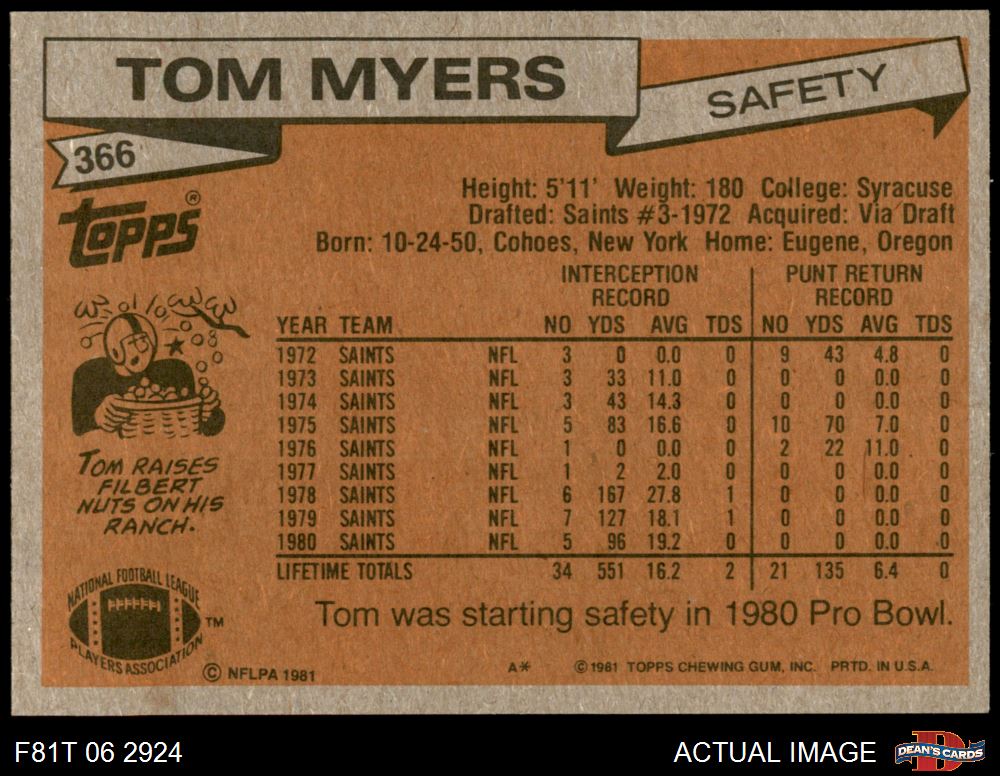 TOM MYERS
SAFETY
366
Topps®
Height: 5'11' Weight: 180 College: Syracuse
Drafted: Saints #3-1972 Acquired: Via Draft
Born: 10-24-50, Cohoes, New York Home: Eugene, Oregon
INTERCEPTION RECORD PUNT RETURN RECORD
YEAR TEAM NO YDS AVG TDS NO YDS AVG TDS
1972 SAINTS NFL 3 0 0.0 0 9 43 4.8 0
1973 SAINTS NFL 3 33 11.0 0 0 0 0.0 0
1974 SAINTS NFL 3 43 14.3 0 0 0 0.0 0
1975 SAINTS NFL 5 83 16.6 0 10 70 7.0 0
1976 SAINTS NFL 1 0 0.0 0 2 22 11.0 0
1977 SAINTS NFL 1 2 2.0 0 0 0 0.0 0
1978 SAINTS NFL 6 167 27.8 1 0 0 0.0 0
1979 SAINTS NFL 7 127 18.1 1 0 0 0.0 0
1980 SAINTS NFL 5 96 19.2 0 0 0 0.0 0
LIFETIME TOTALS 34 551 16.2 2 21 135 6.4 0
TOM RAISES
FILBERT
NUTS ON HIS
RANCH.
Tom was starting safety in 1980 Pro Bowl.
NATIONAL FOOTBALL LEAGUE
PLAYERS ASSOCIATION
TM
© NFLPA 1981
A* ©1981 TOPPS CHEWING GUM, INC. PRTD. IN U.S.A.
F81T 06 2924
ACTUAL IMAGE
D
DEAN'S CARDS